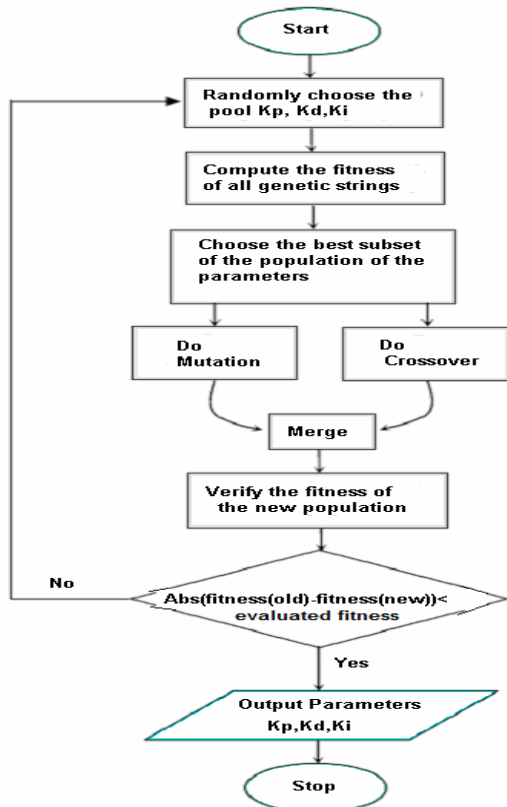 Start
Randomly choose the
pool Kp, Kd,Ki
Compute the fitness
of all genetic strings
Choose the best subset
of the population of the
parameters
Do
Mutation
Do
Crossover
Merge
Verify the fitness of
the new population
No
Abs(fitness(old)-fitness(new))<
evaluated fitness
Yes
Output Parameters
Kp,Kd,Ki
Stop